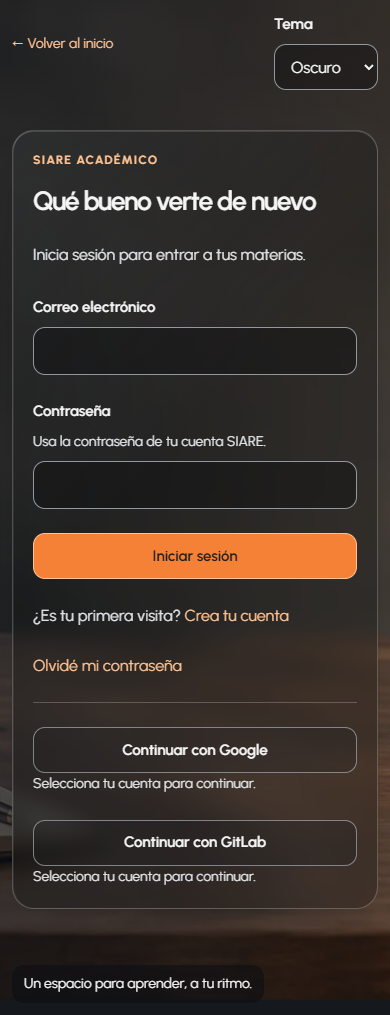 ← Volver al inicio
Tema
Oscuro
SIARE ACADÉMICO
Qué bueno verte de nuevo
Inicia sesión para entrar a tus materias.
Correo electrónico
Contraseña
Usa la contraseña de tu cuenta SIARE.
Iniciar sesión
¿Es tu primera visita? Crea tu cuenta
Olvidé mi contraseña
Continuar con Google
Selecciona tu cuenta para continuar.
Continuar con GitLab
Selecciona tu cuenta para continuar.
Un espacio para aprender, a tu ritmo.